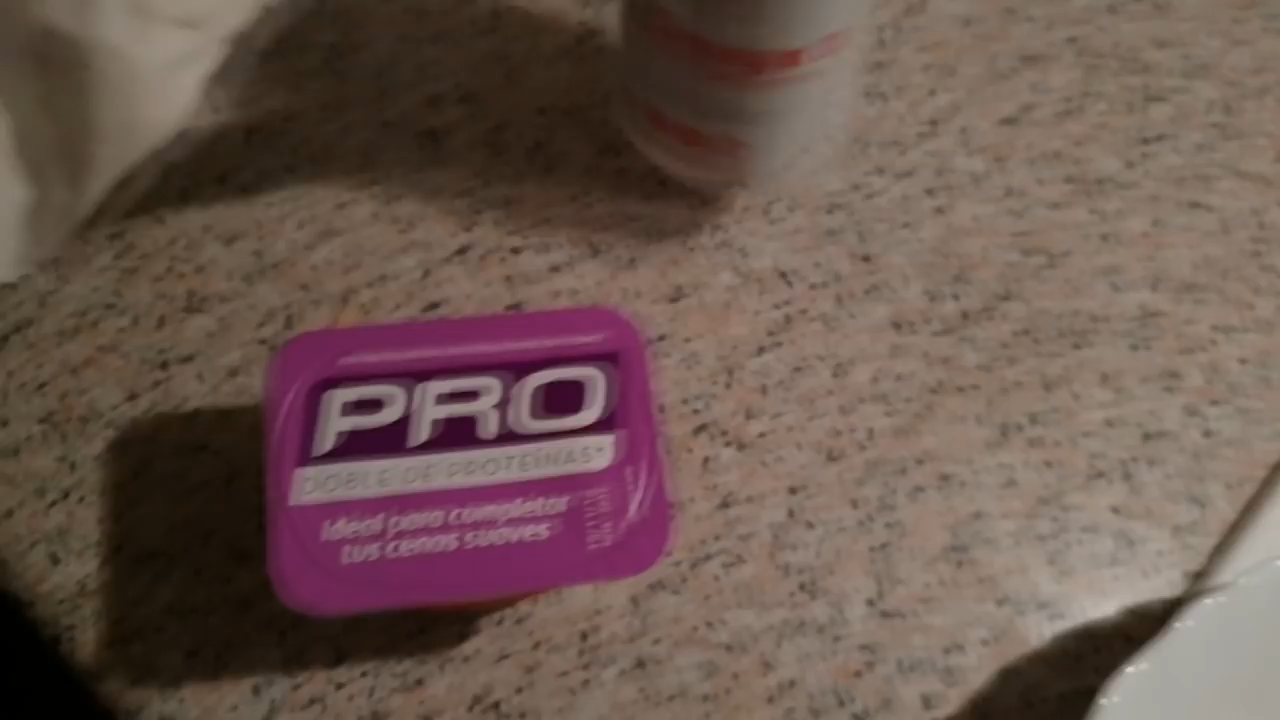 PRO
DOBLE DE PROTEÍNAS*
Ideal para completar
tus cenas suaves